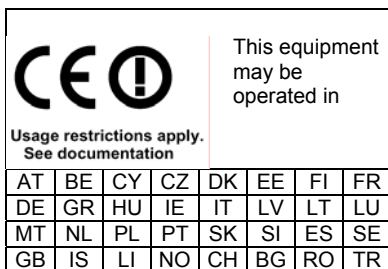 CE!
This equipment
may be
operated in
Usage restrictions apply.
See documentation
AT BE CY CZ DK EE FI FR
DE GR HU IE IT LV LT LU
MT NL PL PT SK SI ES SE
GB IS LI NO CH BG RO TR